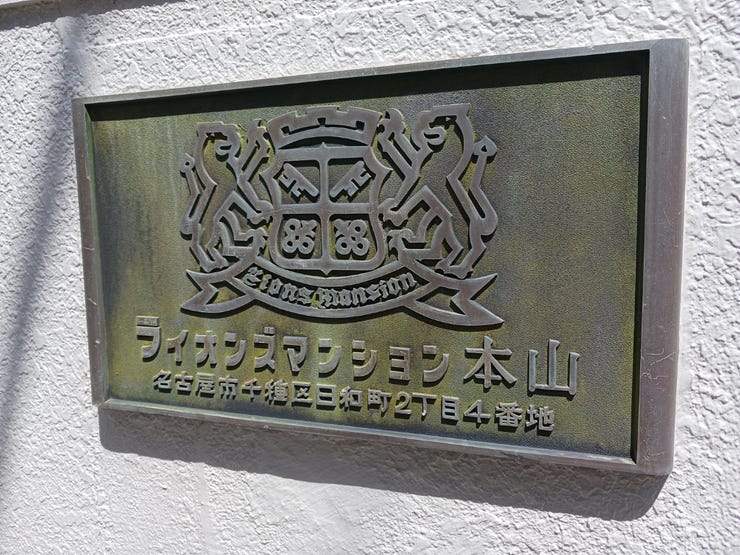 Lions Mansion
ライオンズマンション本山
名古屋市千種区日和町2丁目4番地